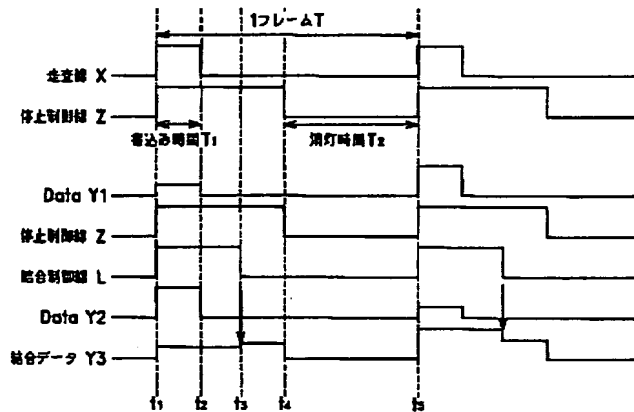 1フレームT
走査線 X
停止制御線 Z
書込み時間T1
消灯時間T2
Data Y1
停止制御線 Z
結合制御線 L
Data Y2
結合データ Y3
t1 t2 t3 t4 t5